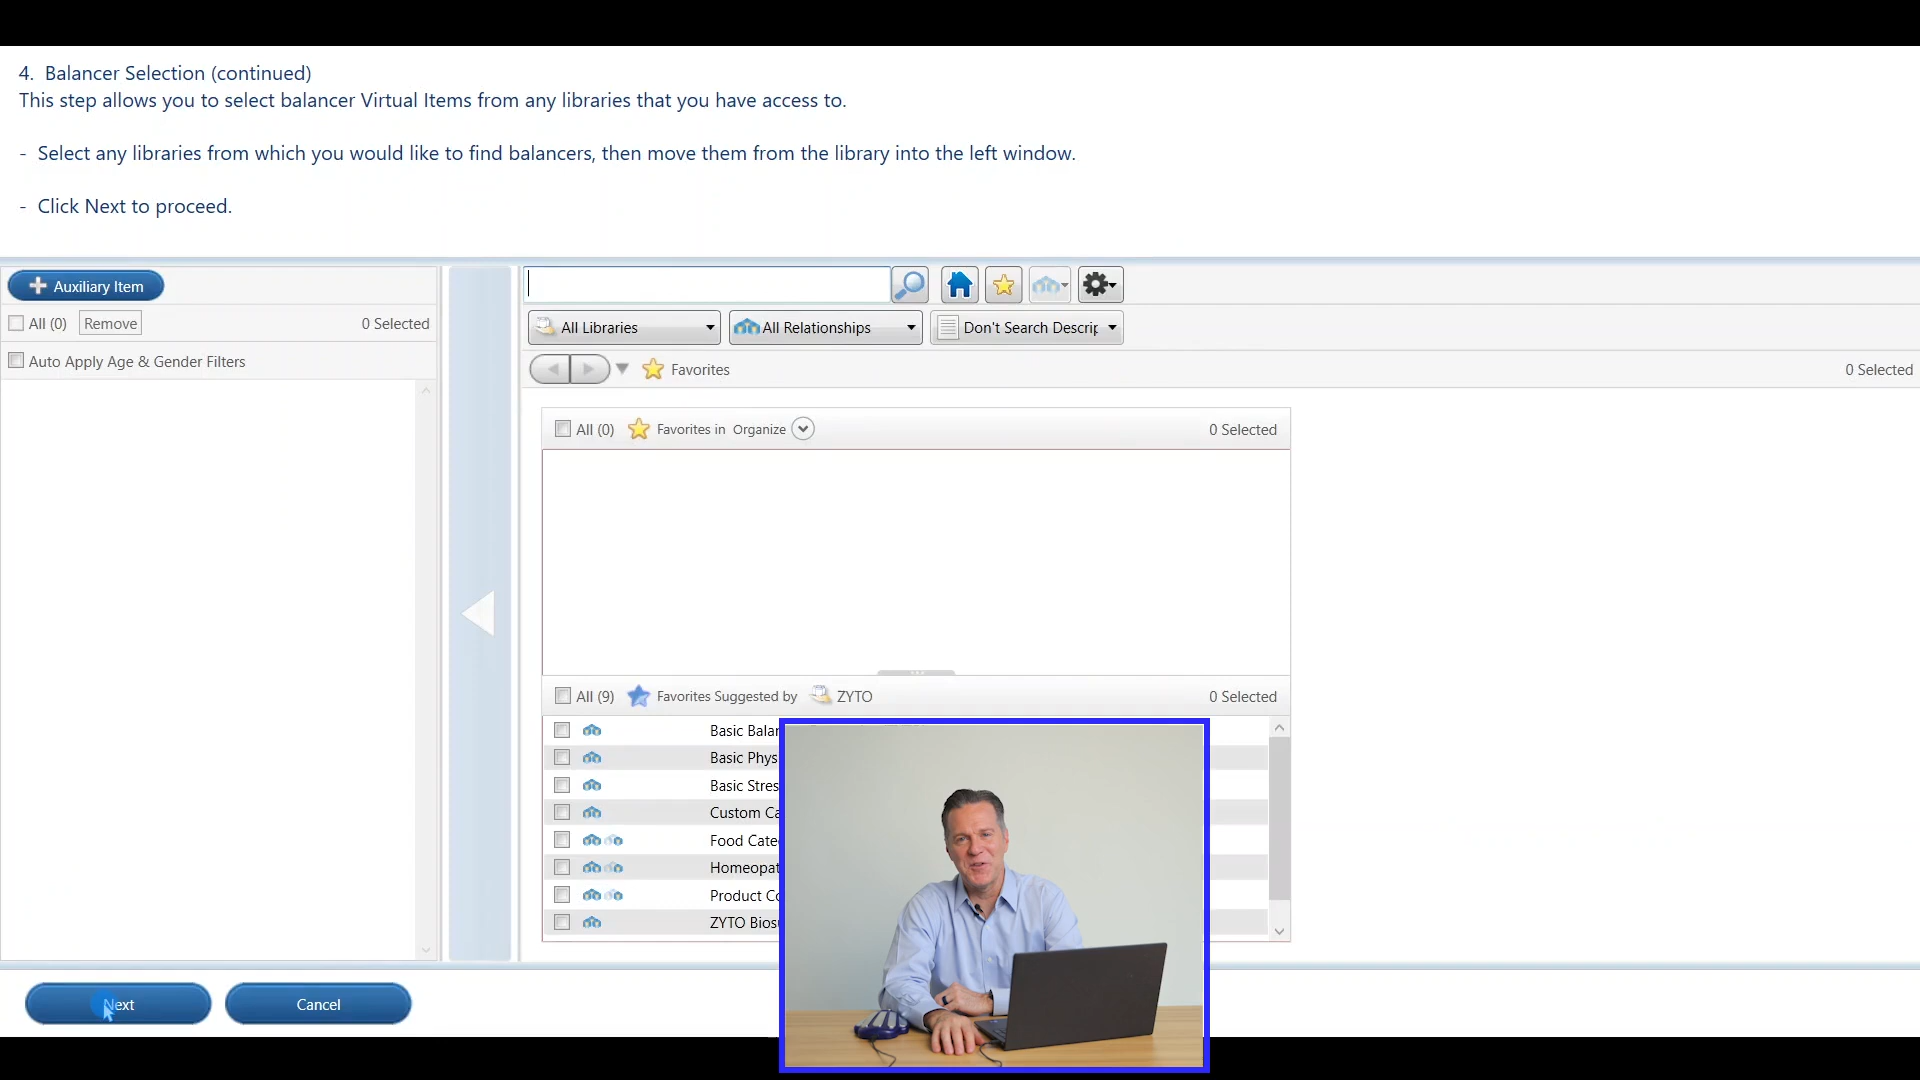 4.  Balancer Selection (continued)
This step allows you to select balancer Virtual Items from any libraries that you have access to.
-  Select any libraries from which you would like to find balancers, then move them from the library into the left window.
-  Click Next to proceed.
Auxiliary Item
All (0) Remove 0 Selected
Auto Apply Age & Gender Filters
All Libraries All Relationships Don't Search Descrip
Favorites 0 Selected
All (0) Favorites in Organize 0 Selected
All (9) Favorites Suggested by ZYTO 0 Selected
Basic Balan
Basic Phys
Basic Stres
Custom Ca
Food Cate
Homeopat
Product Co
ZYTO Bios
Next Cancel